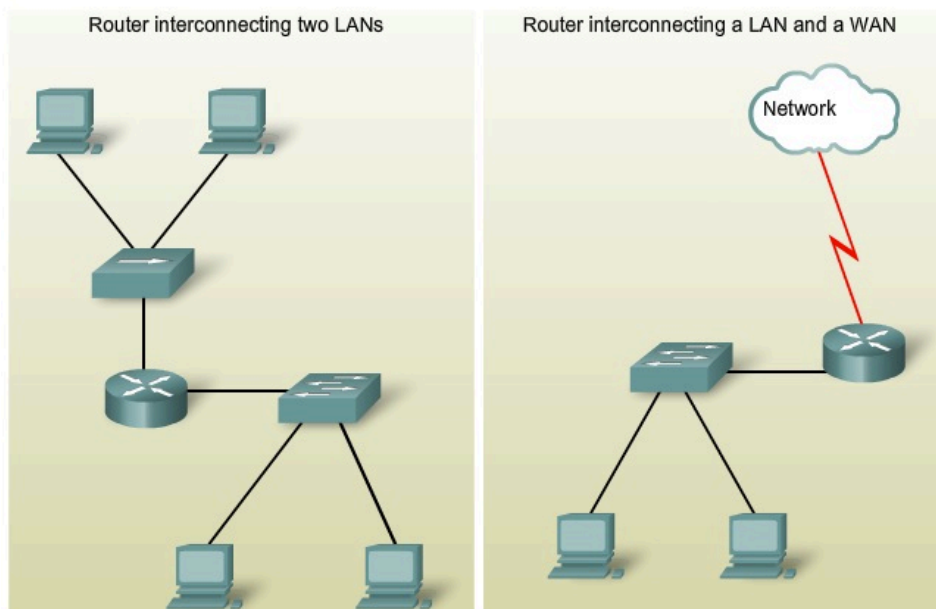 Router interconnecting two LANs
Router interconnecting a LAN and a WAN
Network